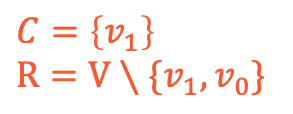 C = {v₁}
R = V \ {v₁, v₀}